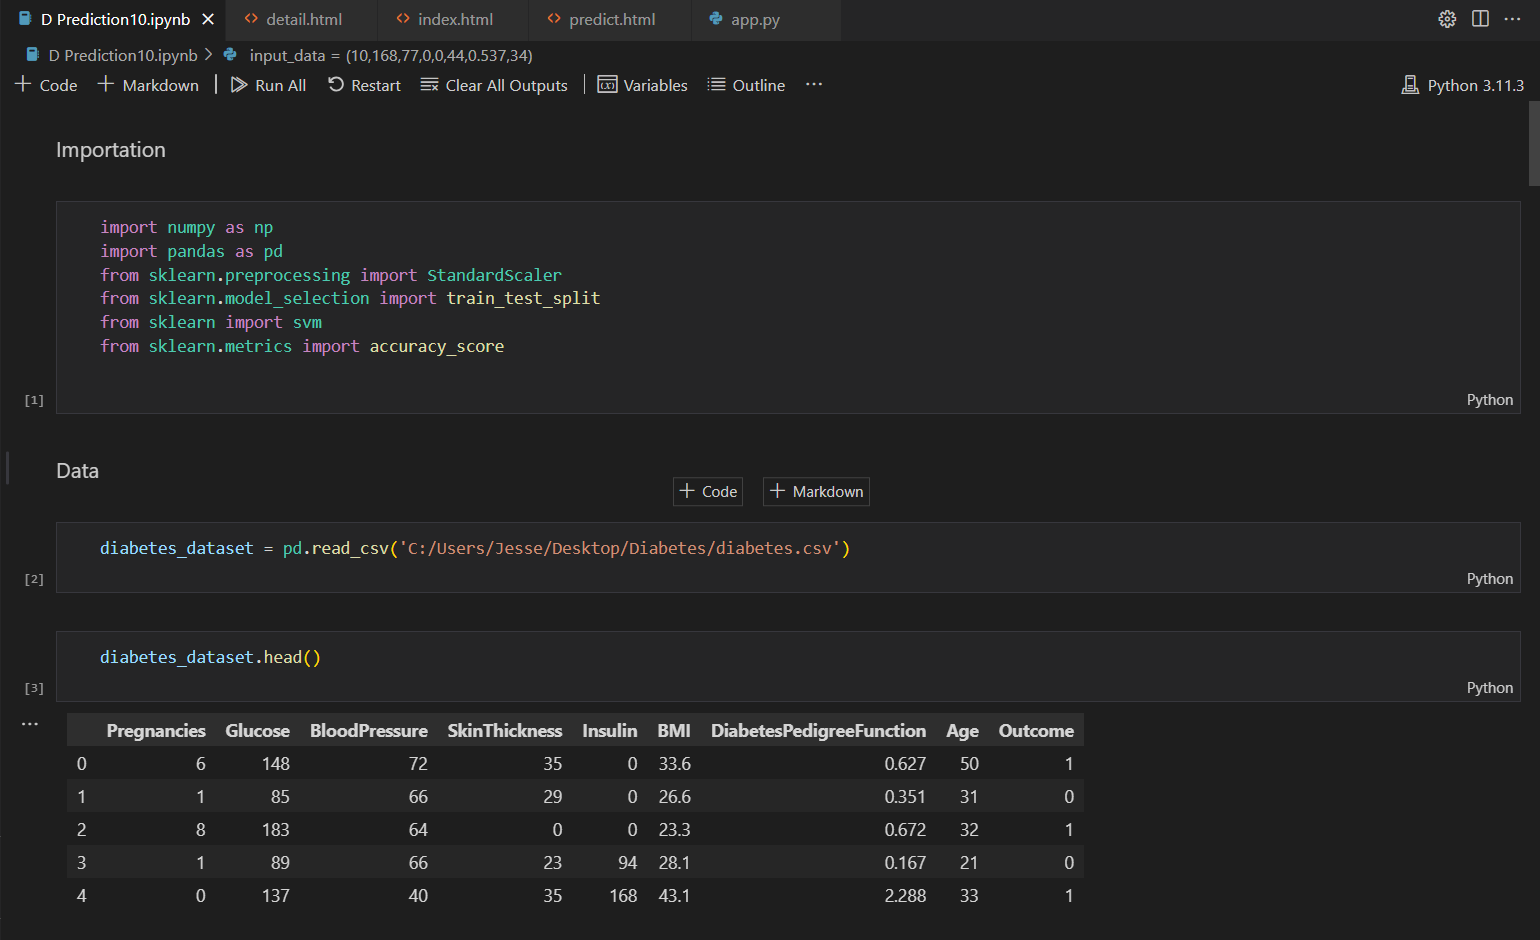 D Prediction10.ipynb detail.html index.html predict.html app.py
D Prediction10.ipynb input_data = (10,168,77,0,0,44,0.537,34)
Code Markdown Run All Restart Clear All Outputs Variables Outline Python 3.11.3
Importation
import numpy as np
import pandas as pd
from sklearn.preprocessing import StandardScaler
from sklearn.model_selection import train_test_split
from sklearn import svm
from sklearn.metrics import accuracy_score
[1] Python
Data
Code Markdown
diabetes_dataset = pd.read_csv('C:/Users/Jesse/Desktop/Diabetes/diabetes.csv')
[2] Python
diabetes_dataset.head()
[3] Python
Pregnancies Glucose BloodPressure SkinThickness Insulin BMI DiabetesPedigreeFunction Age Outcome
0 6 148 72 35 0 33.6 0.627 50 1
1 1 85 66 29 0 26.6 0.351 31 0
2 8 183 64 0 0 23.3 0.672 32 1
3 1 89 66 23 94 28.1 0.167 21 0
4 0 137 40 35 168 43.1 2.288 33 1